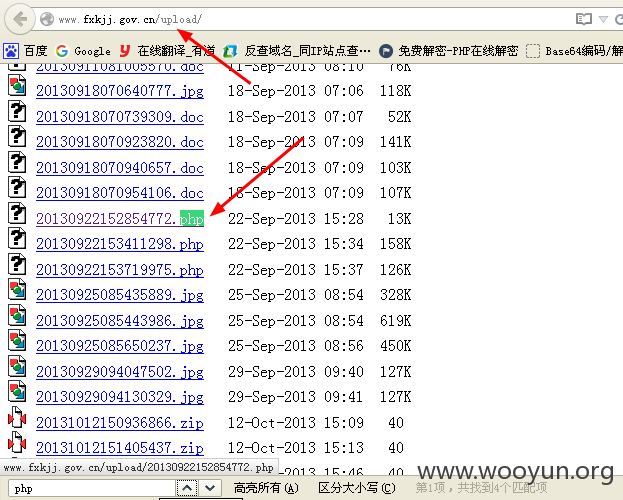 www.fxkjj.gov.cn/upload/
百度 Google 在线翻译_有道 反查域名_同IP站点查… 免费解密-PHP在线解密 Base64编码/解
20130911081005570.doc 11-Sep-2013 08:10 76K
20130918070640777.jpg 18-Sep-2013 07:06 118K
20130918070739309.doc 18-Sep-2013 07:07 52K
20130918070923820.doc 18-Sep-2013 07:09 141K
20130918070940657.doc 18-Sep-2013 07:09 103K
20130918070954106.doc 18-Sep-2013 07:09 107K
20130922152854772.php 22-Sep-2013 15:28 13K
20130922153411298.php 22-Sep-2013 15:34 158K
20130922153719975.php 22-Sep-2013 15:37 126K
20130925085435889.jpg 25-Sep-2013 08:54 328K
20130925085443986.jpg 25-Sep-2013 08:54 619K
20130925085650237.jpg 25-Sep-2013 08:56 450K
20130929094047502.jpg 29-Sep-2013 09:40 127K
20130929094130329.jpg 29-Sep-2013 09:41 127K
20131012150936866.zip 12-Oct-2013 15:09 40
20131012151405437.zip 12-Oct-2013 15:13 40
www.fxkjj.gov.cn/upload/20130922152854772.php 2013 15:46 40
www.wooyun.org
php 高亮所有(A) 区分大小写(C) 第1项，共找到4个匹配项